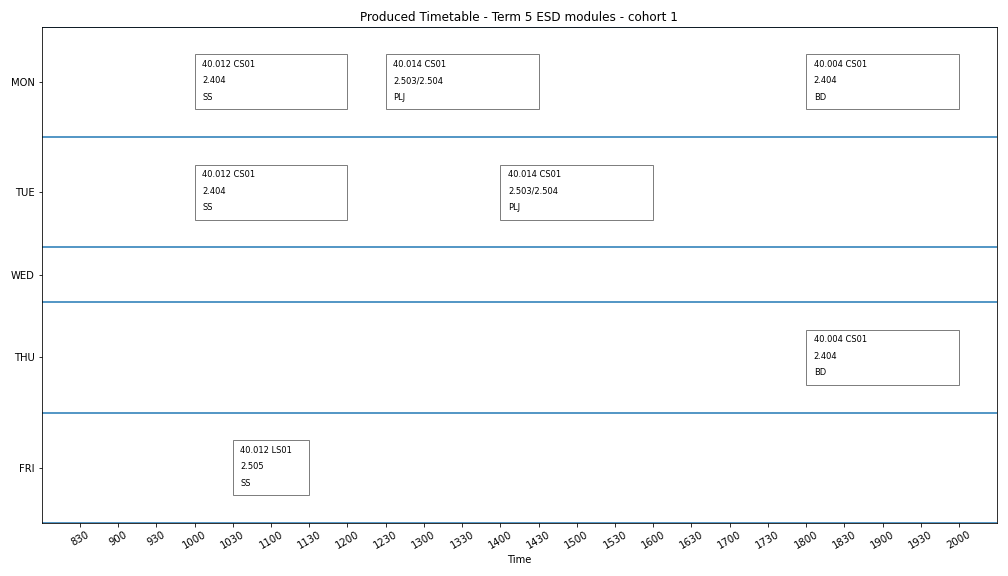 Produced Timetable - Term 5 ESD modules - cohort 1
MON
40.012 CS01
2.404
SS
40.014 CS01
2.503/2.504
PLJ
40.004 CS01
2.404
BD
TUE
40.012 CS01
2.404
SS
40.014 CS01
2.503/2.504
PLJ
WED
THU
40.004 CS01
2.404
BD
FRI
40.012 LS01
2.505
SS
830 900 930 1000 1030 1100 1130 1200 1230 1300 1330 1400 1430 1500 1530 1600 1630 1700 1730 1800 1830 1900 1930 2000
Time